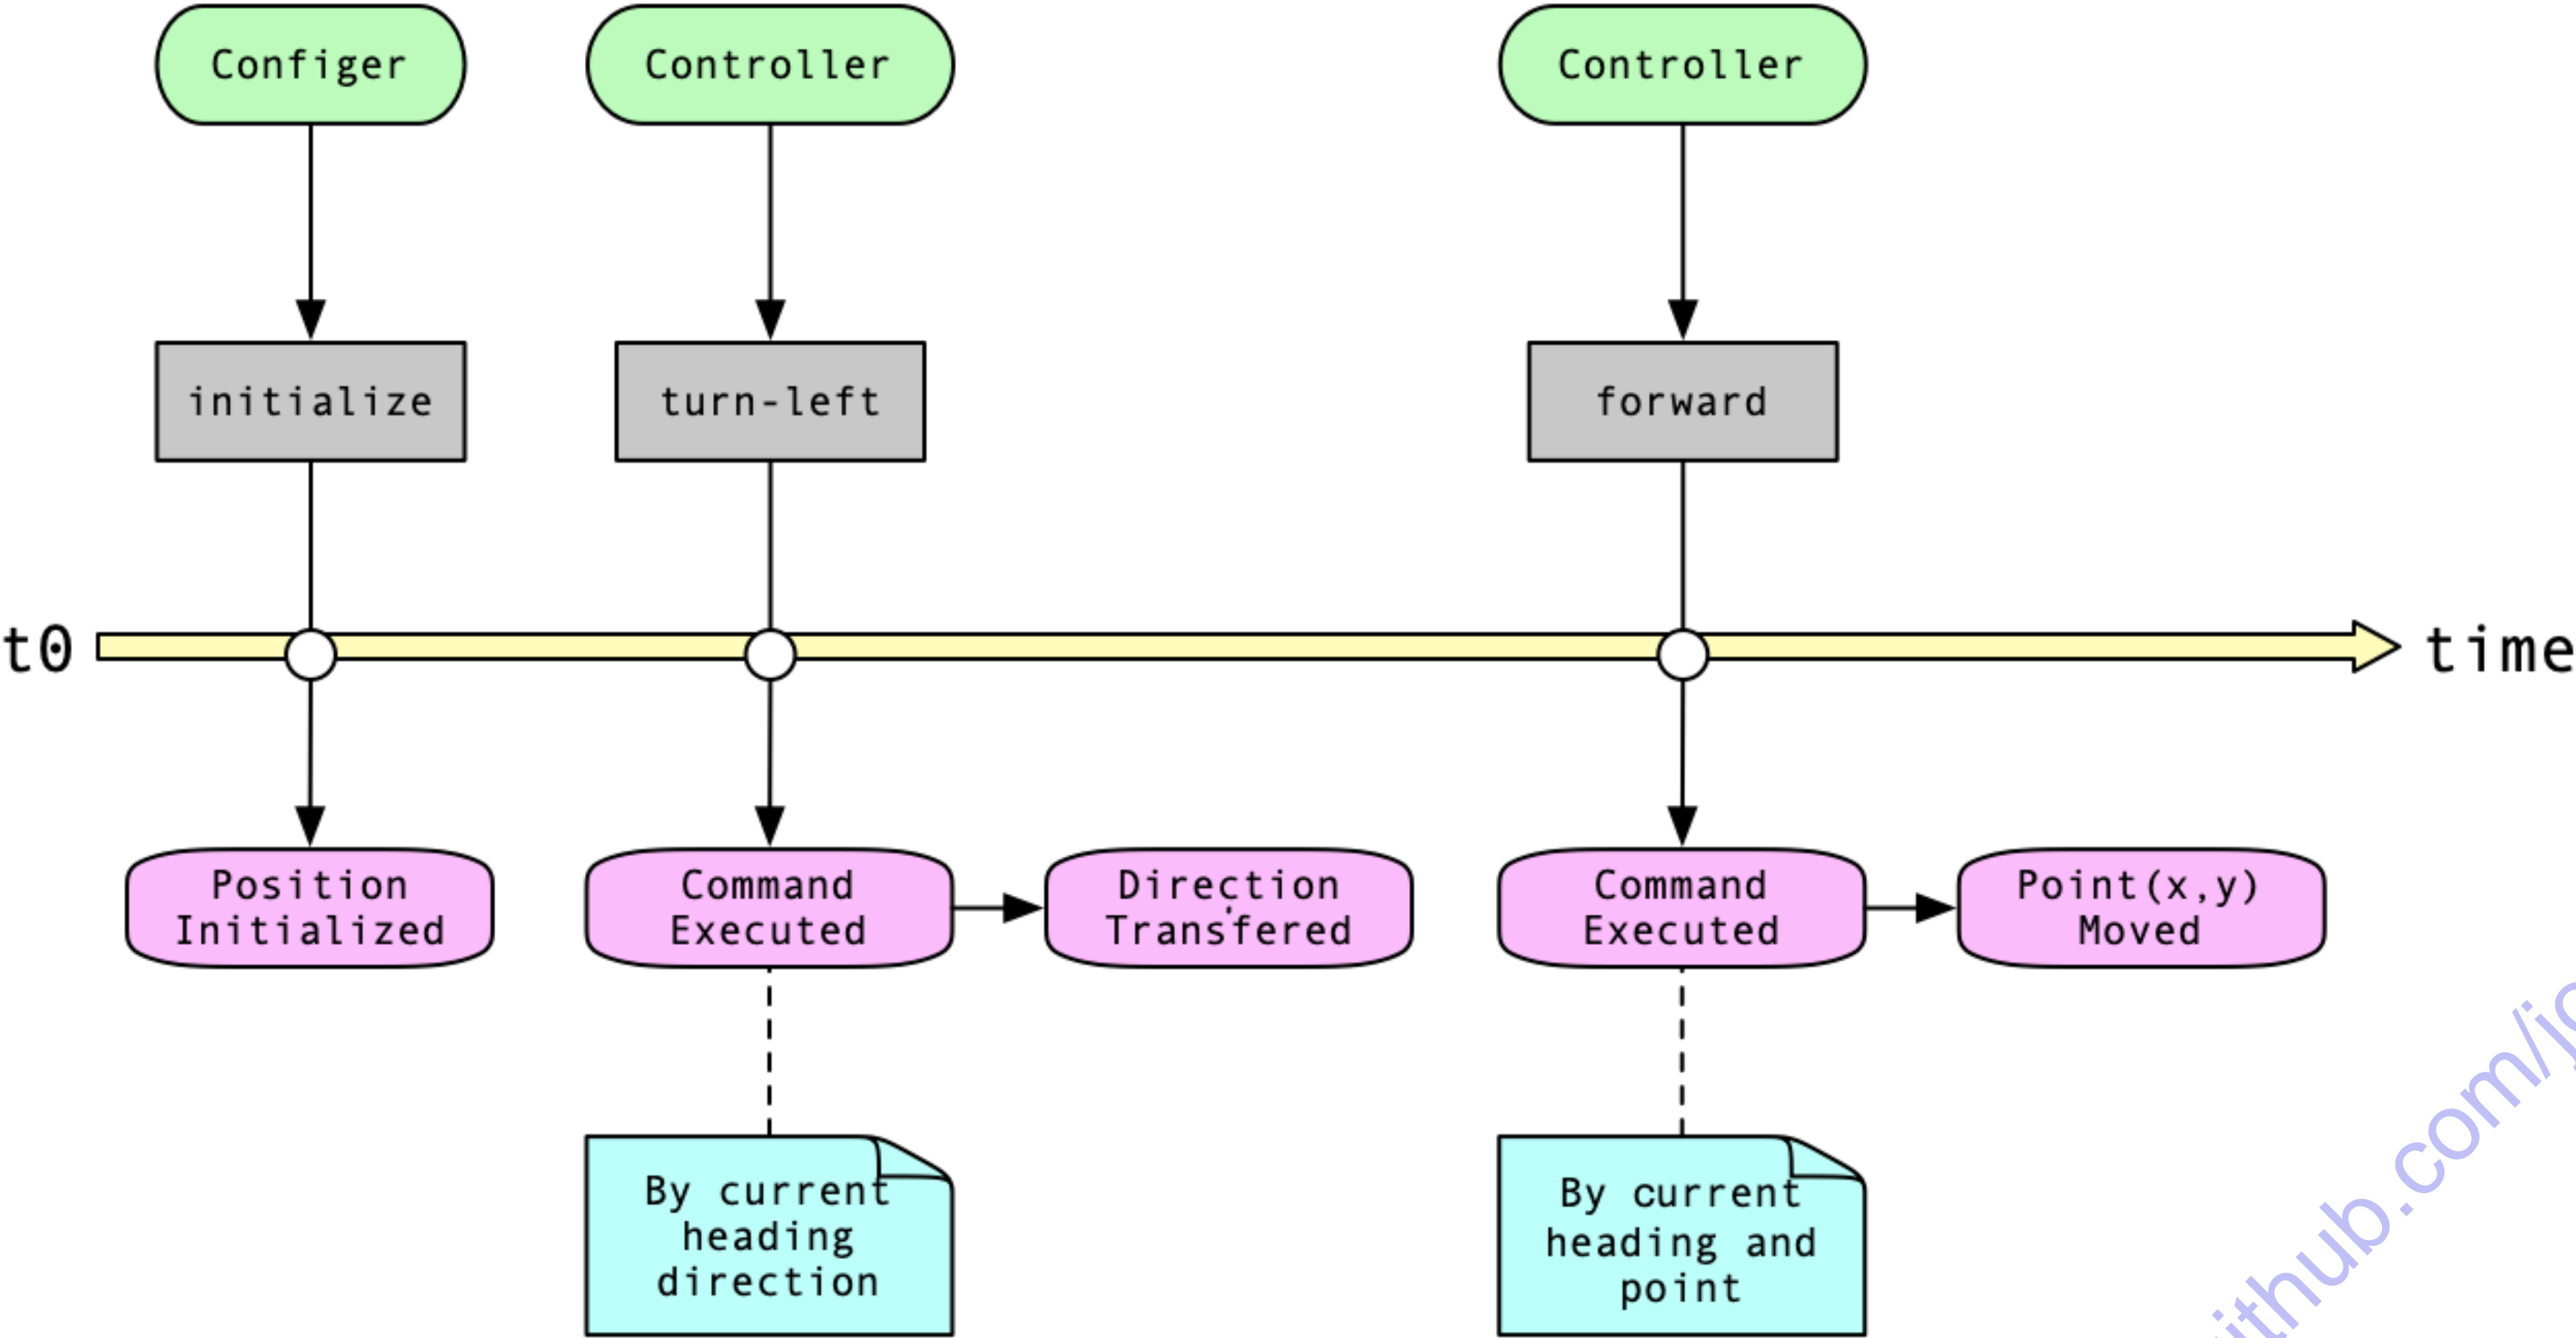 Configer
Controller
Controller
initialize
turn-left
forward
t0
time
Position
Initialized
Command
Executed
Direction
Transfered
Command
Executed
Point(x,y)
Moved
By current
heading
direction
By current
heading and
point